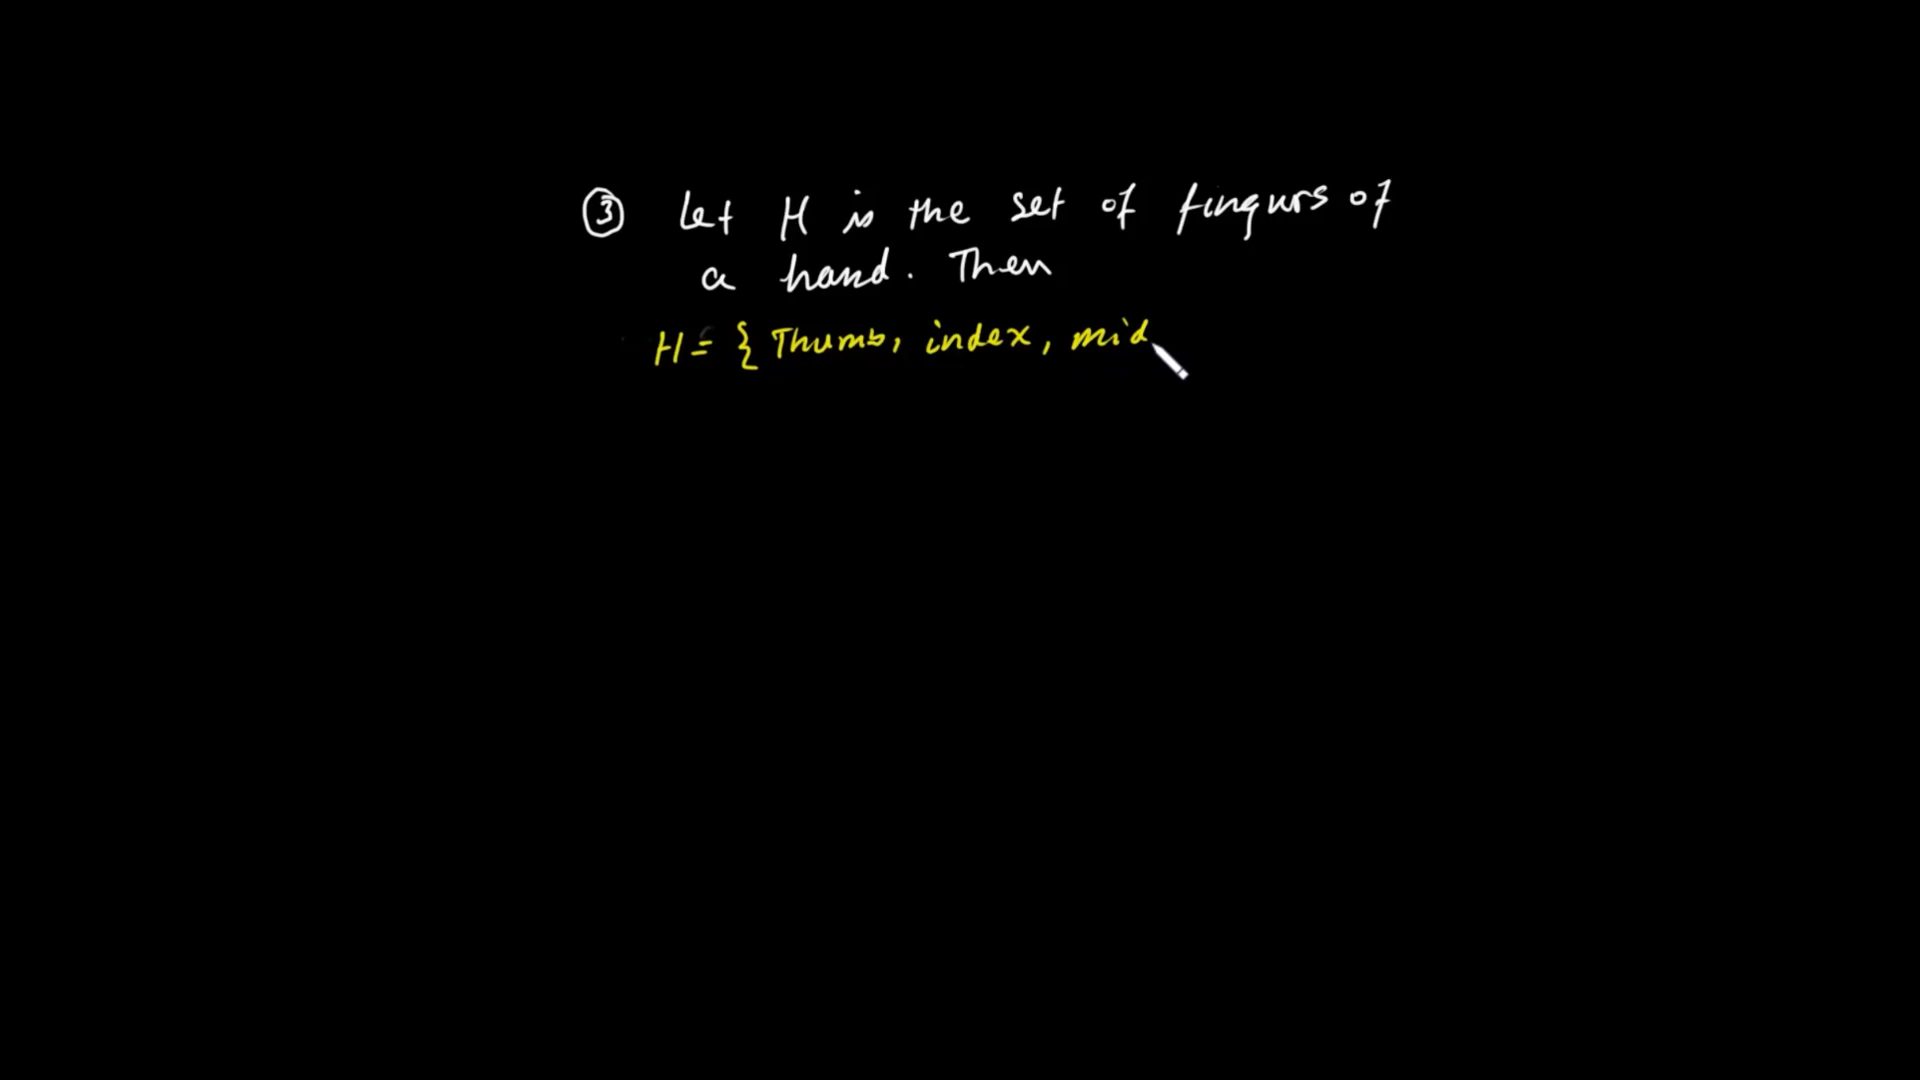 ③ Let H is the set of fingurs of
a hand. Then
H = { Thumb, index, mid